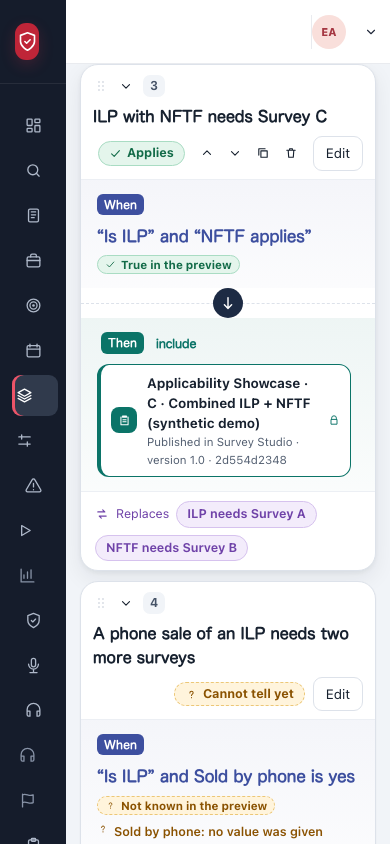 EA
3
ILP with NFTF needs Survey C
Applies
Edit
When
“Is ILP” and “NFTF applies”
True in the preview
Then include
Applicability Showcase ·
C · Combined ILP + NFTF
(synthetic demo)
Published in Survey Studio ·
version 1.0 · 2d554d2348
Replaces ILP needs Survey A
NFTF needs Survey B
4
A phone sale of an ILP needs two
more surveys
? Cannot tell yet
Edit
When
“Is ILP” and Sold by phone is yes
? Not known in the preview
? Sold by phone: no value was given